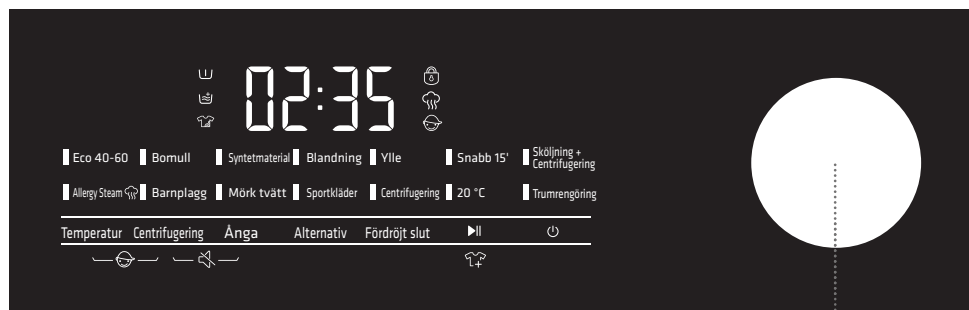 02:35
Eco 40-60 Bomull Syntetmaterial Blandning Ylle Snabb 15' Sköljning +
Centrifugering
Allergy Steam Barnplagg Mörk tvätt Sportkläder Centrifugering 20 °C Trumrengöring
Temperatur Centrifugering Ånga Alternativ Fördröjt slut